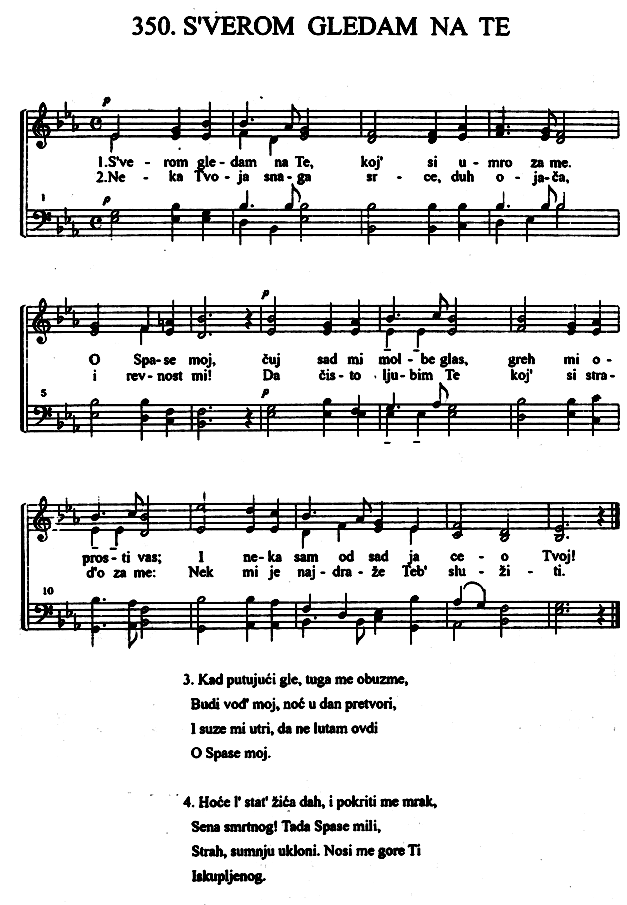 350. S'VEROM GLEDAM NA TE
p
1.S've - rom gle - dam na Te, koj' si u - mro za me.
2.Ne - ka Tvo - ja sna - ga sr - ce, duh o - ja - ča,
1
p
p
O Spa - se moj, čuj sad mi mol - be glas, greh mi o -
i rev - nost mi! Da čis - to lju - bim Te koj' si stra -
5
p
pros - ti vas; I ne - ka sam od sad ja ce - o Tvoj!
d'o za me: Nek mi je naj - dra - že Teb' slu - ži - ti.
10
3. Kad putujući gle, tuga me obuzme,
Budi vođ' moj, noć u dan pretvori,
I suze mi utri, da ne lutam ovdi
O Spase moj.
4. Hoće l' stat' žića dah, i pokriti me mrak,
Sena smrtnog! Tada Spase mili,
Strah, sumnju ukloni. Nosi me gore Ti
Iskupljenog.